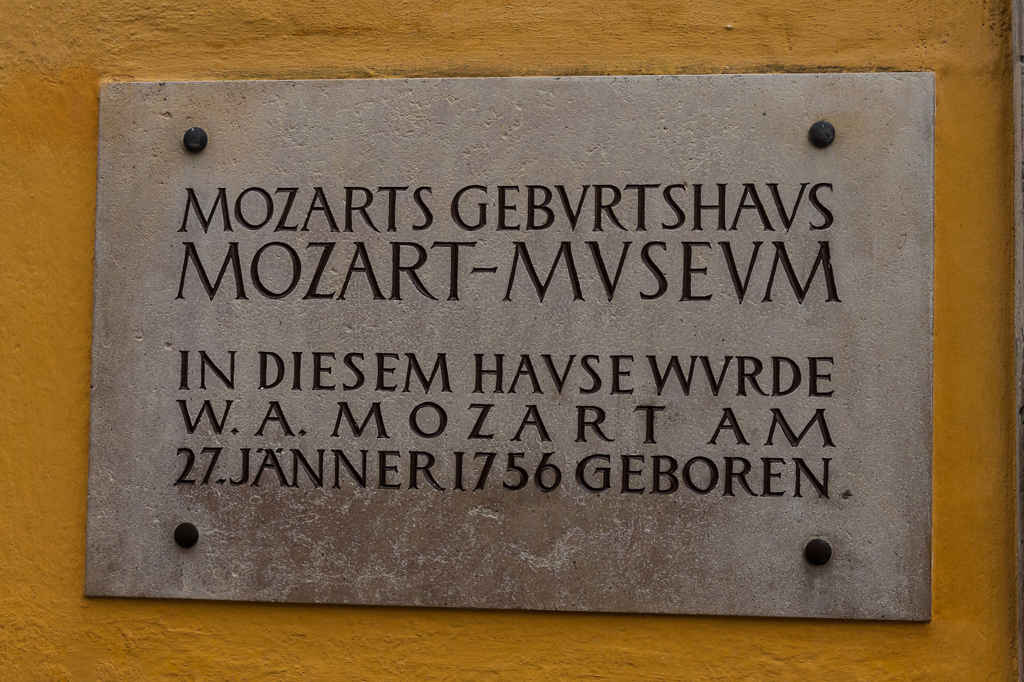 MOZARTS GEBVRTSHAVS
MOZART-MVSEVM
IN DIESEM HAVSE WVRDE
W. A. MOZART AM
27. JÄNNER 1756 GEBOREN.